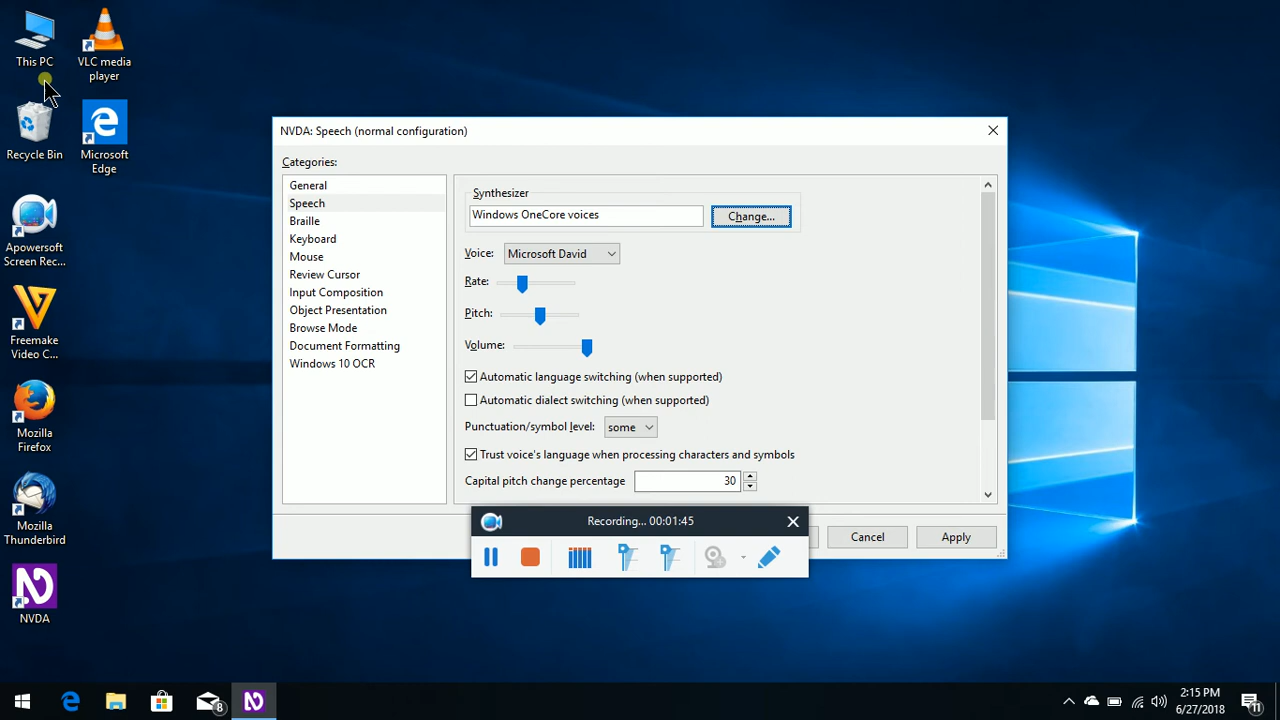 This PC
VLC media
player
Recycle Bin
Microsoft
Edge
Apowersoft
Screen Rec...
Freemake
Video C...
Mozilla
Firefox
Mozilla
Thunderbird
NVDA
NVDA: Speech (normal configuration)
Categories:
General
Speech
Braille
Keyboard
Mouse
Review Cursor
Input Composition
Object Presentation
Browse Mode
Document Formatting
Windows 10 OCR
Synthesizer
Windows OneCore voices
Change...
Voice: Microsoft David
Rate:
Pitch:
Volume:
Automatic language switching (when supported)
Automatic dialect switching (when supported)
Punctuation/symbol level: some
Trust voice's language when processing characters and symbols
Capital pitch change percentage 30
Cancel Apply
Recording... 00:01:45
8
2:15 PM
6/27/2018
11